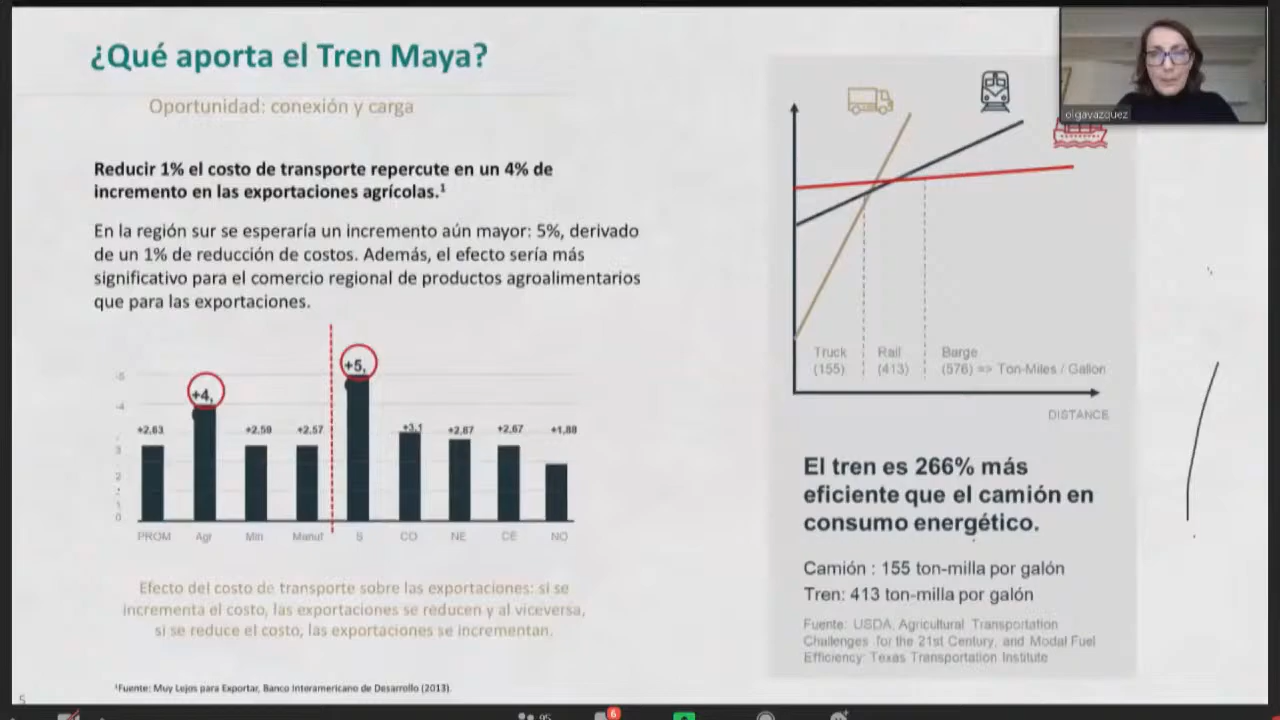 ¿Qué aporta el Tren Maya?
Oportunidad: conexión y carga
Reducir 1% el costo de transporte repercute en un 4% de
incremento en las exportaciones agrícolas.¹
En la región sur se esperaría un incremento aún mayor: 5%, derivado
de un 1% de reducción de costos. Además, el efecto sería más
significativo para el comercio regional de productos agroalimentarios
que para las exportaciones.
+2,63
+4,
+2,59
+2,57
+5,
+3,1
+2,87
+2,67
+1,88
PROM Agr Min Manuf S CO NE CE NO
Efecto del costo de transporte sobre las exportaciones: si se
incrementa el costo, las exportaciones se reducen y al viceversa,
si se reduce el costo, las exportaciones se incrementan.
¹Fuente: Muy Lejos para Exportar, Banco Interamericano de Desarrollo (2013).
5
olgavazquez
Truck Rail Barge
(155) (413) (576) => Ton-Miles / Gallon
DISTANCE
El tren es 266% más
eficiente que el camión en
consumo energético.
Camión : 155 ton-milla por galón
Tren: 413 ton-milla por galón
Fuente: USDA, Agricultural Transportation
Challenges for the 21st Century, and Modal Fuel
Efficiency: Texas Transportation Institute
95
6